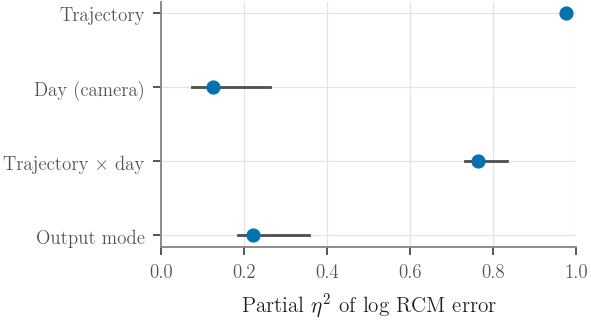 Trajectory
Day (camera)
Trajectory × day
Output mode
0.0 0.2 0.4 0.6 0.8 1.0
Partial η² of log RCM error